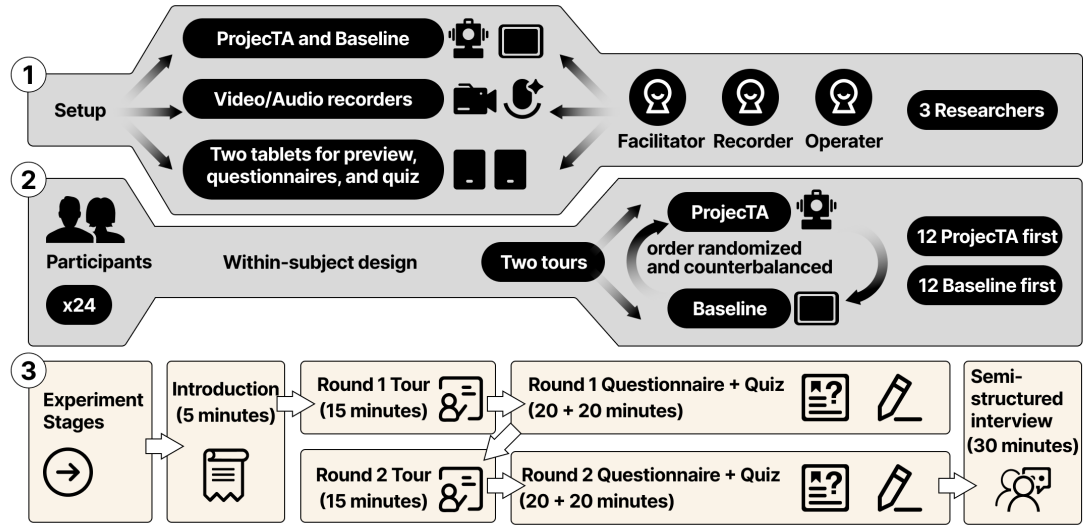 1
Setup
ProjecTA and Baseline
Video/Audio recorders
Two tablets for preview,
questionnaires, and quiz
Facilitator
Recorder
Operater
3 Researchers
2
Participants
x24
Within-subject design
Two tours
ProjecTA
order randomized
and counterbalanced
Baseline
12 ProjecTA first
12 Baseline first
3
Experiment
Stages
Introduction
(5 minutes)
Round 1 Tour
(15 minutes)
Round 1 Questionnaire + Quiz
(20 + 20 minutes)
Round 2 Tour
(15 minutes)
Round 2 Questionnaire + Quiz
(20 + 20 minutes)
Semi-
structured
interview
(30 minutes)